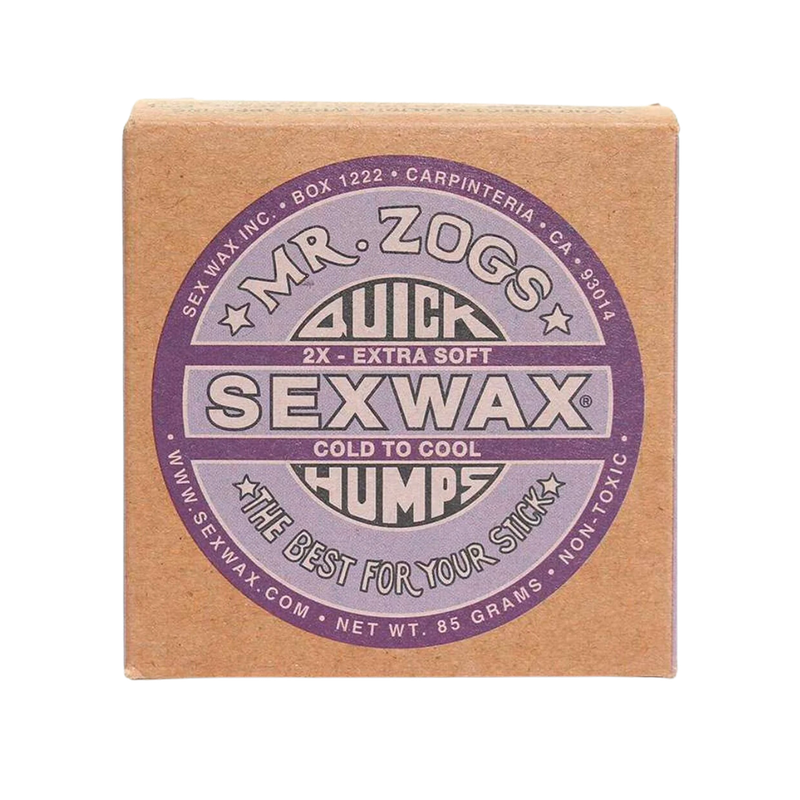 SEX WAX INC. • BOX 1222 • CARPINTERIA • CA • 93014
MR. ZOGS
QUICK
2X - EXTRA SOFT
SEXWAX®
COLD TO COOL
HUMPS
THE BEST FOR YOUR STICK
• WWW.SEXWAX.COM • NET WT. 85 GRAMS • NON-TOXIC •